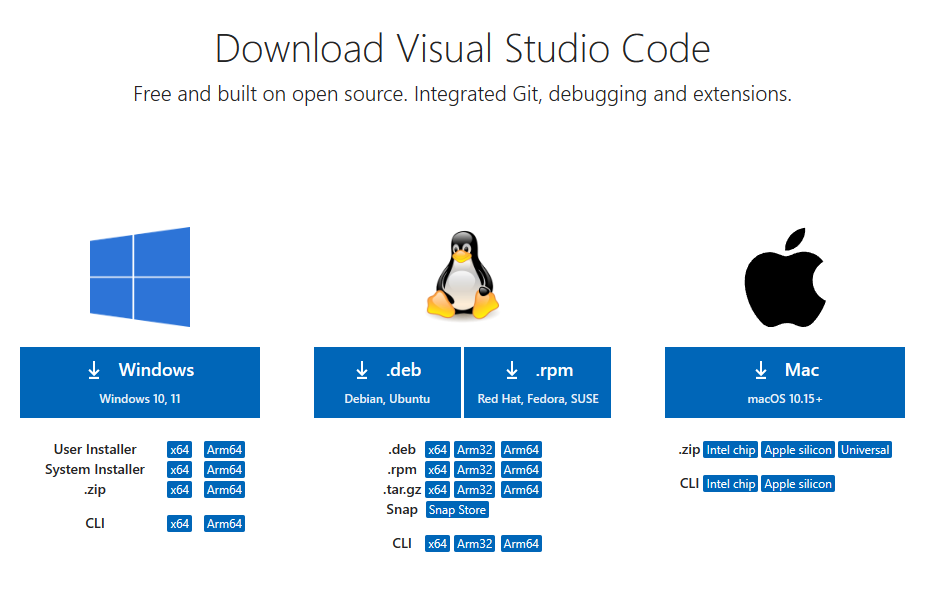 Download Visual Studio Code
Free and built on open source. Integrated Git, debugging and extensions.
Windows
Windows 10, 11
User Installer x64 Arm64
System Installer x64 Arm64
.zip x64 Arm64
CLI x64 Arm64
.deb
Debian, Ubuntu
.rpm
Red Hat, Fedora, SUSE
.deb x64 Arm32 Arm64
.rpm x64 Arm32 Arm64
.tar.gz x64 Arm32 Arm64
Snap Snap Store
CLI x64 Arm32 Arm64
Mac
macOS 10.15+
.zip Intel chip Apple silicon Universal
CLI Intel chip Apple silicon